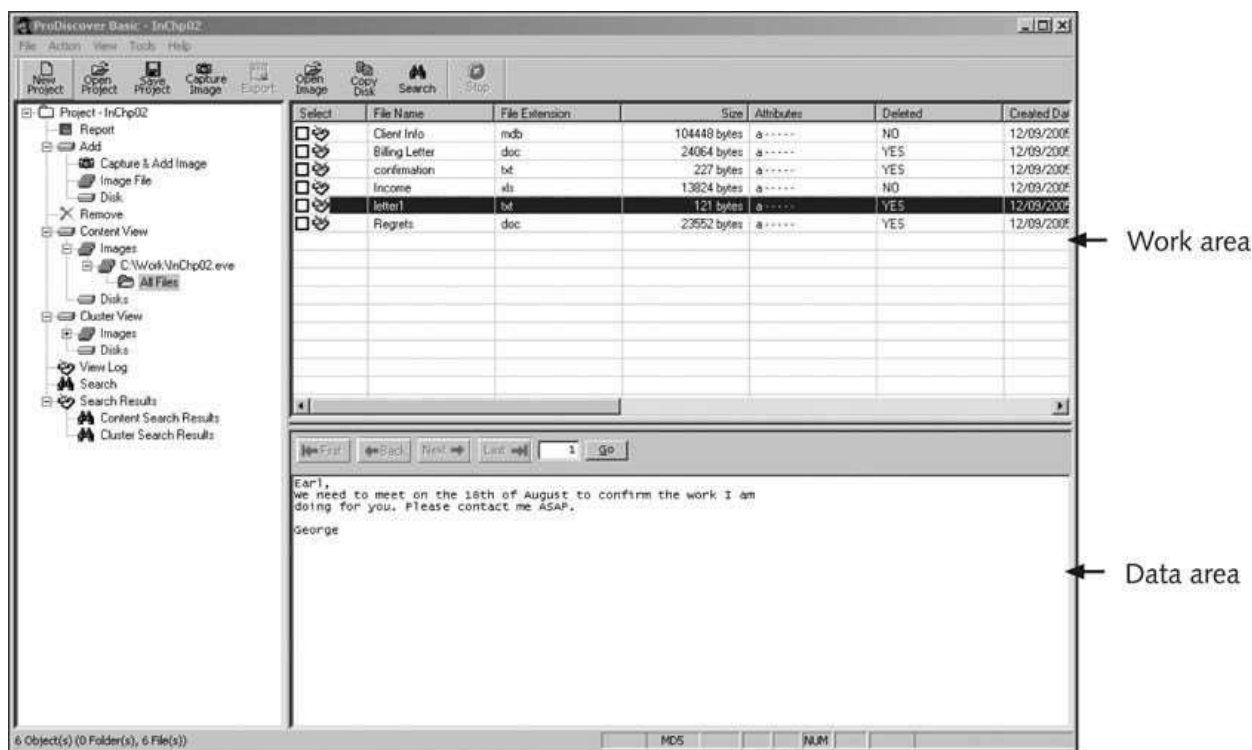 ProDiscover Basic - InChp02
File Action View Tools Help
New Project Open Project Save Project Capture Image Export Open Image Copy Disk Search Stop
Project - InChp02
Report
Add
Capture & Add Image
Image File
Disk
Remove
Content View
Images
C:\Work\InChp02.eve
All Files
Disks
Cluster View
Images
Disks
View Log
Search
Search Results
Content Search Results
Cluster Search Results
Select File Name File Extension Size Attributes Deleted Created Dat
Client Info mdb 104448 bytes a - - - - - NO 12/09/2005
Billing Letter doc 24064 bytes a - - - - - YES 12/09/2005
confirmation txt 227 bytes a - - - - - YES 12/09/2005
Income xls 13824 bytes a - - - - - NO 12/09/2005
letter1 txt 121 bytes a - - - - - YES 12/09/2005
Regrets doc 23552 bytes a - - - - - YES 12/09/2005
Work area
First Back Next Last 1 Go
Earl,
We need to meet on the 18th of August to confirm the work I am
doing for you. Please contact me ASAP.
George
Data area
6 Object(s) (0 Folder(s), 6 File(s)) MD5 NUM